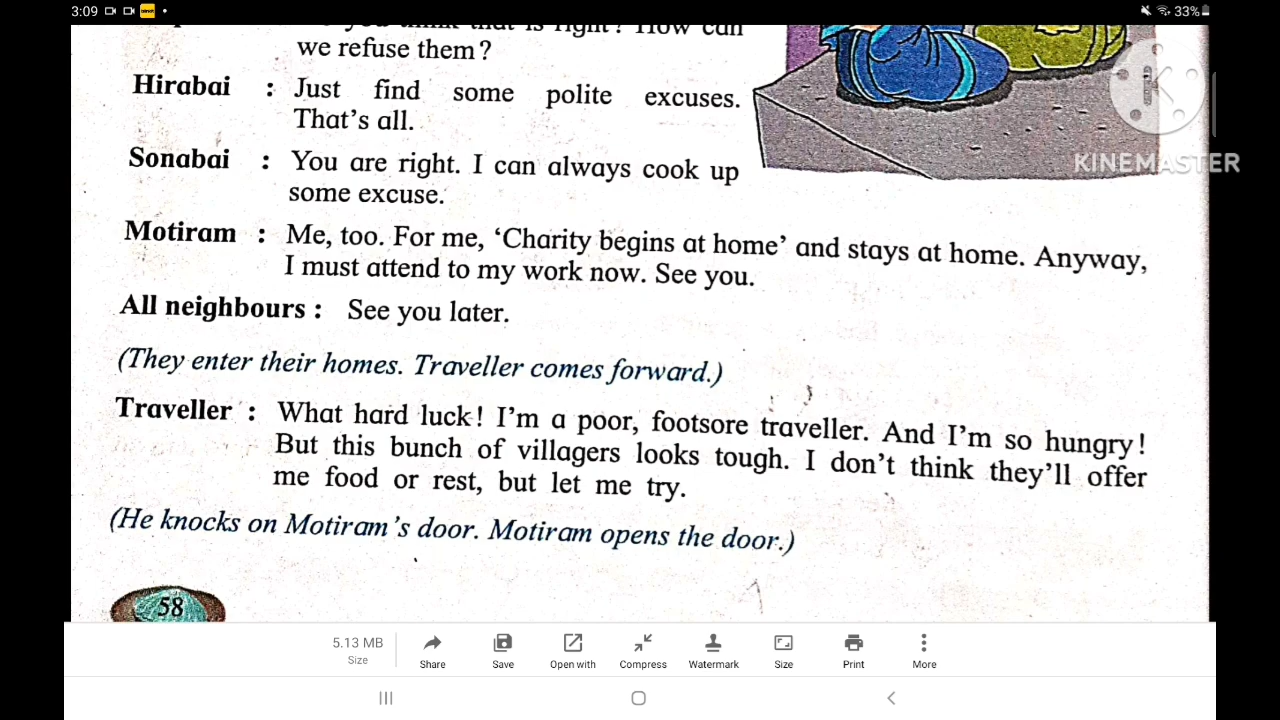 3:09
33%
we refuse them?
Hirabai : Just find some polite excuses.
That's all.
Sonabai : You are right. I can always cook up
some excuse.
Motiram : Me, too. For me, 'Charity begins at home' and stays at home. Anyway,
I must attend to my work now. See you.
All neighbours : See you later.
(They enter their homes. Traveller comes forward.)
Traveller : What hard luck! I'm a poor, footsore traveller. And I'm so hungry!
But this bunch of villagers looks tough. I don't think they'll offer
me food or rest, but let me try.
(He knocks on Motiram's door. Motiram opens the door.)
58
KINEMASTER
5.13 MB
Size
Share
Save
Open with
Compress
Watermark
Size
Print
More